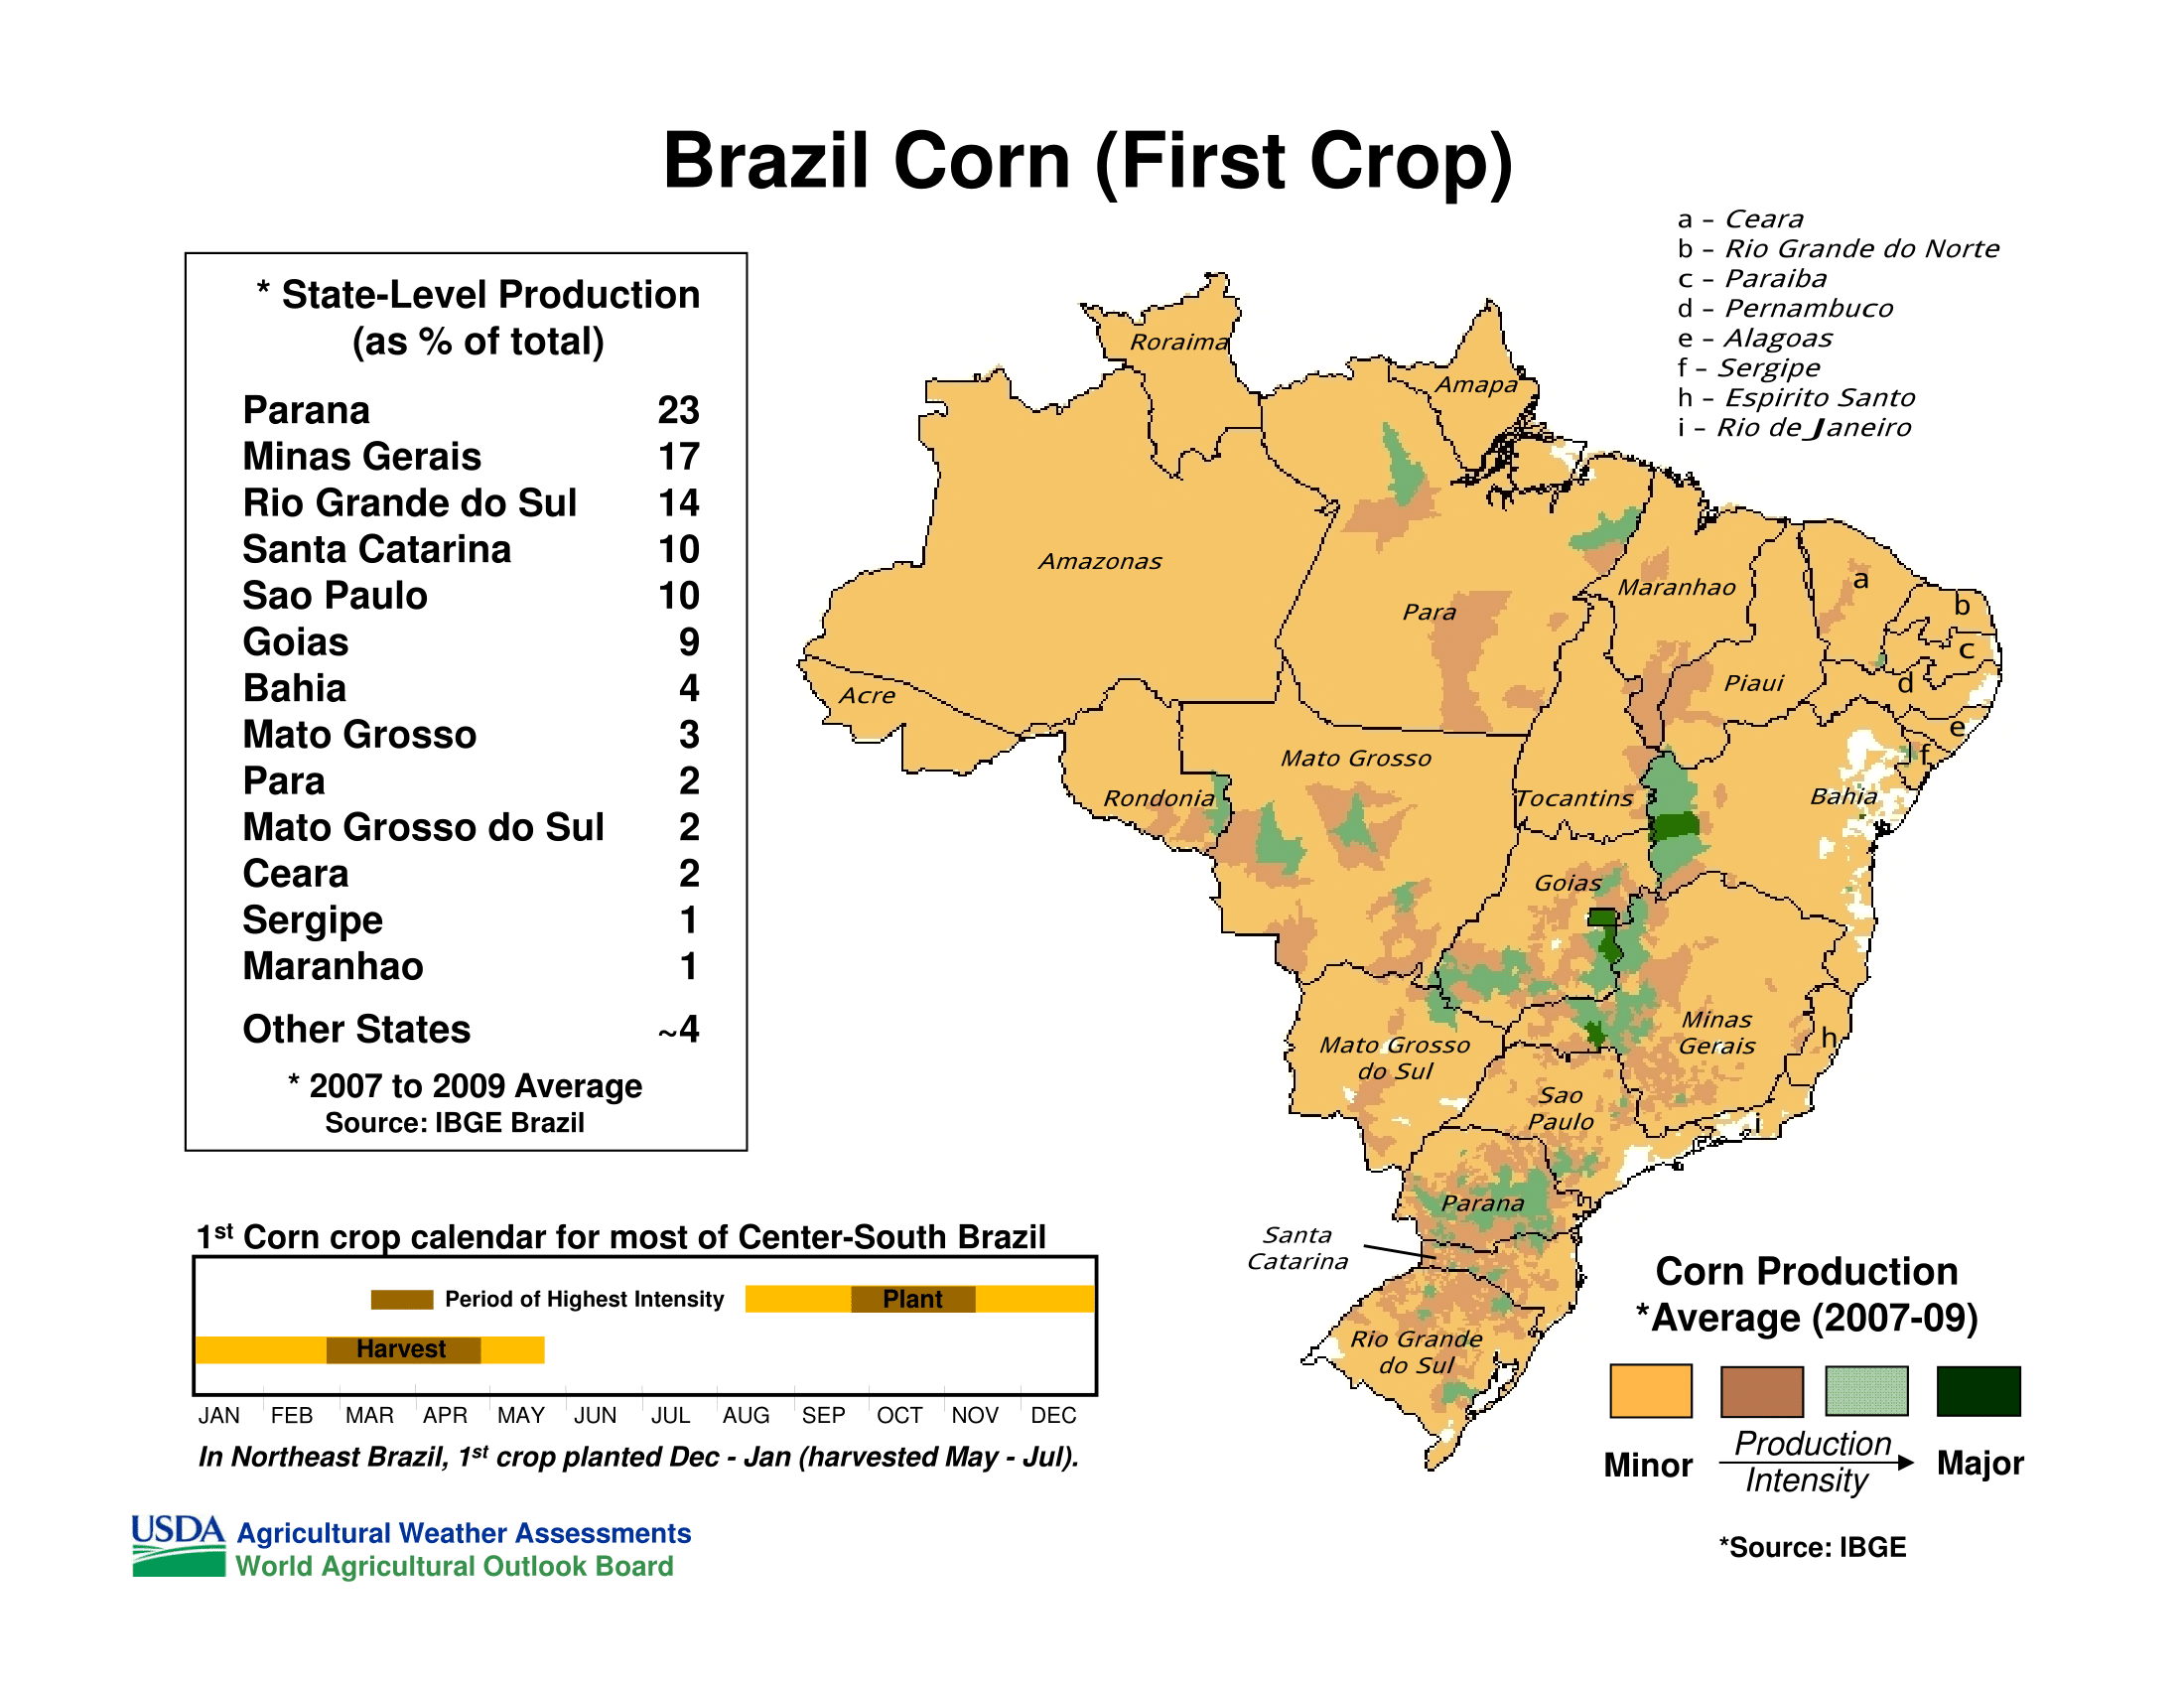 Brazil Corn (First Crop)
a – Ceara
b – Rio Grande do Norte
c – Paraiba
d – Pernambuco
e – Alagoas
f – Sergipe
h – Espirito Santo
i – Rio de Janeiro
* State-Level Production
(as % of total)
Parana 23
Minas Gerais 17
Rio Grande do Sul 14
Santa Catarina 10
Sao Paulo 10
Goias 9
Bahia 4
Mato Grosso 3
Para 2
Mato Grosso do Sul 2
Ceara 2
Sergipe 1
Maranhao 1
Other States ~4
* 2007 to 2009 Average
Source: IBGE Brazil
Roraima
Amapa
Amazonas
Para
Maranhao
a
b
c
Piaui
d
Acre
e
f
Mato Grosso
Rondonia
Tocantins
Bahia
Goias
Minas
Gerais
h
Mato Grosso
do Sul
Sao
Paulo
i
Parana
Santa
Catarina
Rio Grande
do Sul
1st Corn crop calendar for most of Center-South Brazil
Period of Highest Intensity
Plant
Harvest
JAN FEB MAR APR MAY JUN JUL AUG SEP OCT NOV DEC
In Northeast Brazil, 1st crop planted Dec - Jan (harvested May - Jul).
Corn Production
*Average (2007-09)
Minor
Production
Intensity
Major
*Source: IBGE
USDA
Agricultural Weather Assessments
World Agricultural Outlook Board